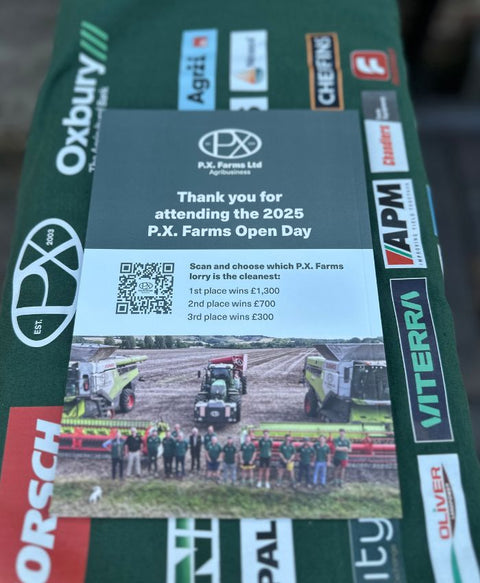 Oxbury
Agrii
CHEFFINS
Chandlers
P.X. Farms Ltd
Agribusiness
Thank you for
attending the 2025
P.X. Farms Open Day
Scan and choose which P.X. Farms
lorry is the cleanest:
1st place wins £1,300
2nd place wins £700
3rd place wins £300
PX
EST.
2003
APM
VITERRA
HORSCH
OLIVER